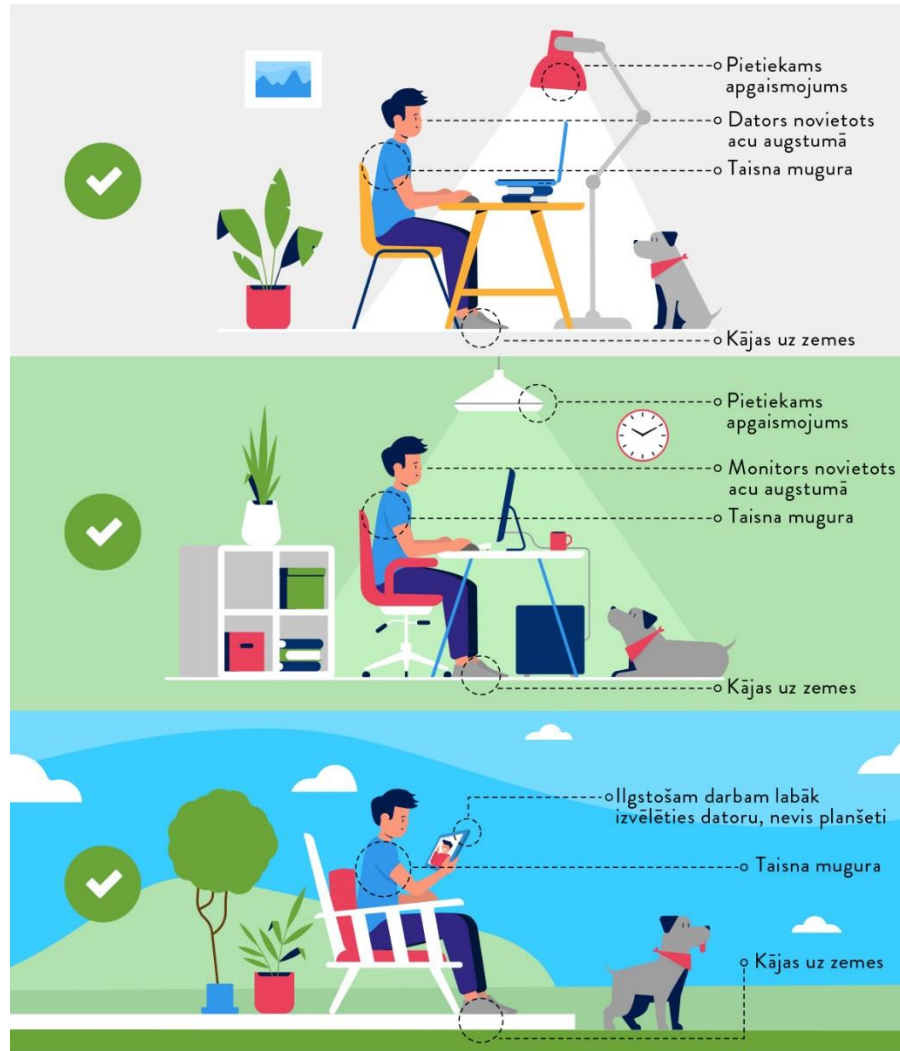 Pietiekams
apgaismojums
Dators novietots
acu augstumā
Taisna mugura
Kājas uz zemes
Pietiekams
apgaismojums
Monitors novietots
acu augstumā
Taisna mugura
Kājas uz zemes
Ilgstošam darbam labāk
izvēlēties datoru, nevis planšeti
Taisna mugura
Kājas uz zemes